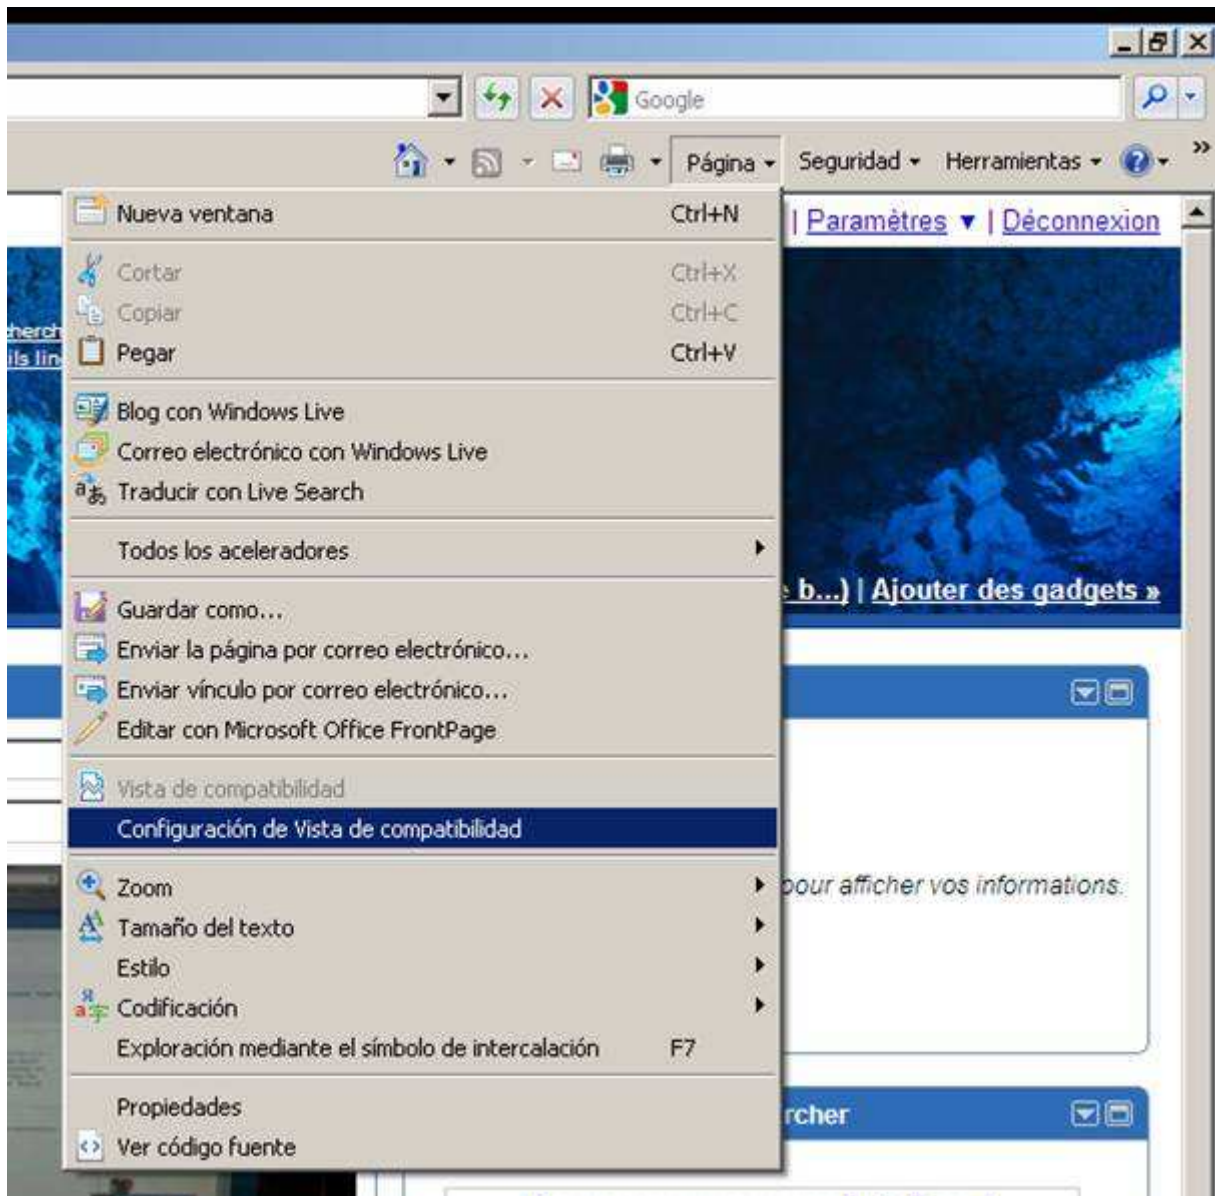 Google
Página Seguridad Herramientas »
Nueva ventana Ctrl+N
| Paramètres ▼ | Déconnexion
Cortar Ctrl+X
Copiar Ctrl+C
Pegar Ctrl+V
Blog con Windows Live
Correo electrónico con Windows Live
Traducir con Live Search
Todos los aceleradores
b...) | Ajouter des gadgets »
Guardar como...
Enviar la página por correo electrónico...
Enviar vínculo por correo electrónico...
Editar con Microsoft Office FrontPage
Vista de compatibilidad
Configuración de Vista de compatibilidad
Zoom
pour afficher vos informations.
Tamaño del texto
Estilo
Codificación
Exploración mediante el símbolo de intercalación F7
Propiedades
rcher
Ver código fuente